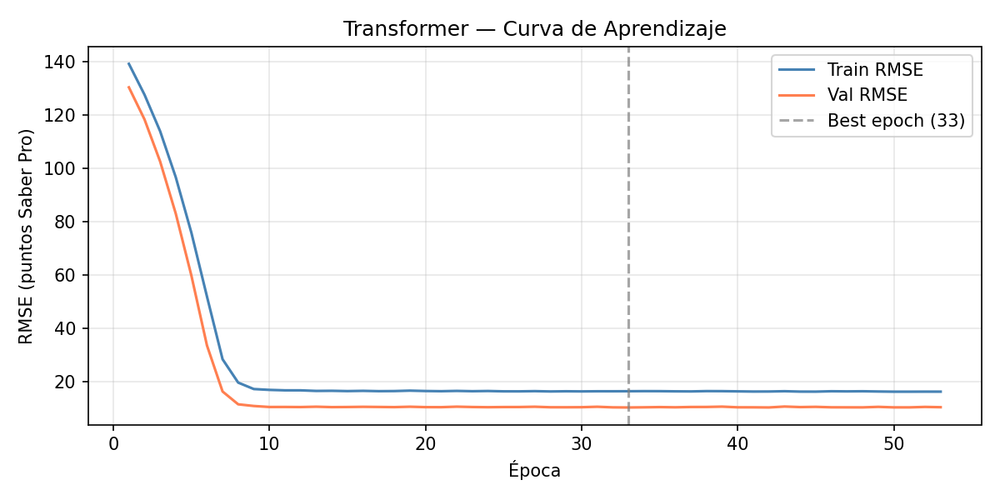 Transformer — Curva de Aprendizaje
Train RMSE
Val RMSE
Best epoch (33)
RMSE (puntos Saber Pro)
140
120
100
80
60
40
20
0 10 20 30 40 50
Época